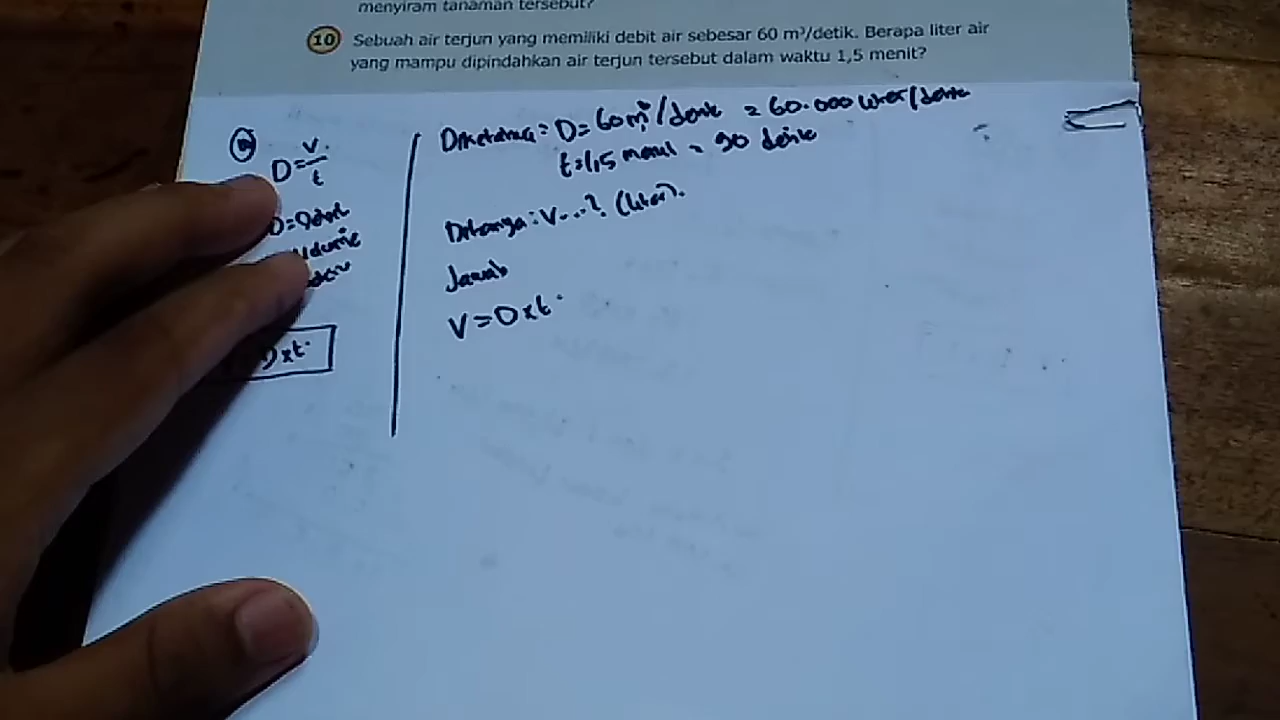 menyiram tanaman tersebut?
10 Sebuah air terjun yang memiliki debit air sebesar 60 m³/detik. Berapa liter air
yang mampu dipindahkan air terjun tersebut dalam waktu 1,5 menit?
10
D = V
t
D = Debit
D x t
Diketahui: D = 60 m³/detik = 60.000 liter/detik
t = 1,5 menit = 90 detik
Ditanya: V...? (liter).
Jawab
V = D x t